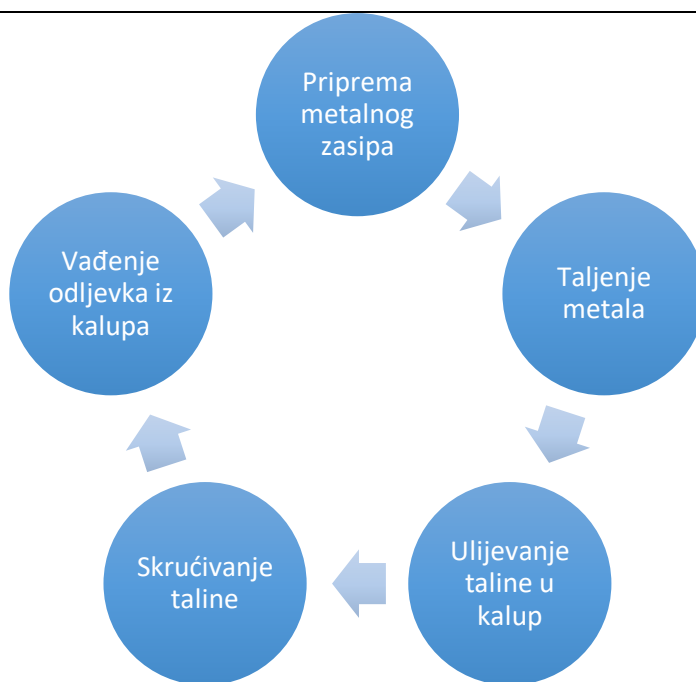 Priprema
metalnog
zasipa
Taljenje
metala
Ulijevanje
taline u
kalup
Skrućivanje
taline
Vađenje
odljevka iz
kalupa